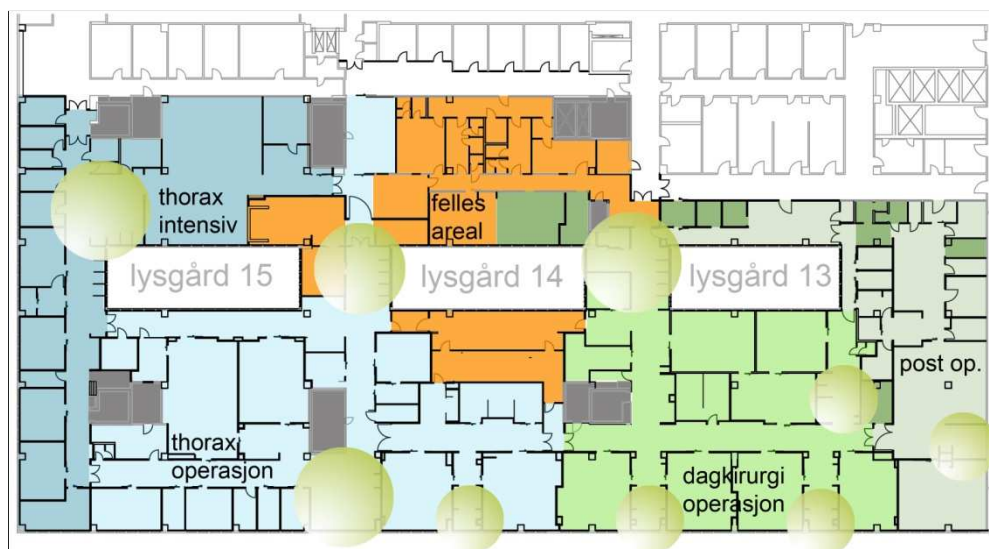 thorax
intensiv
felles
areal
lysgård 15
lysgård 14
lysgård 13
post op.
thorax
operasjon
dagkirurgi
operasjon